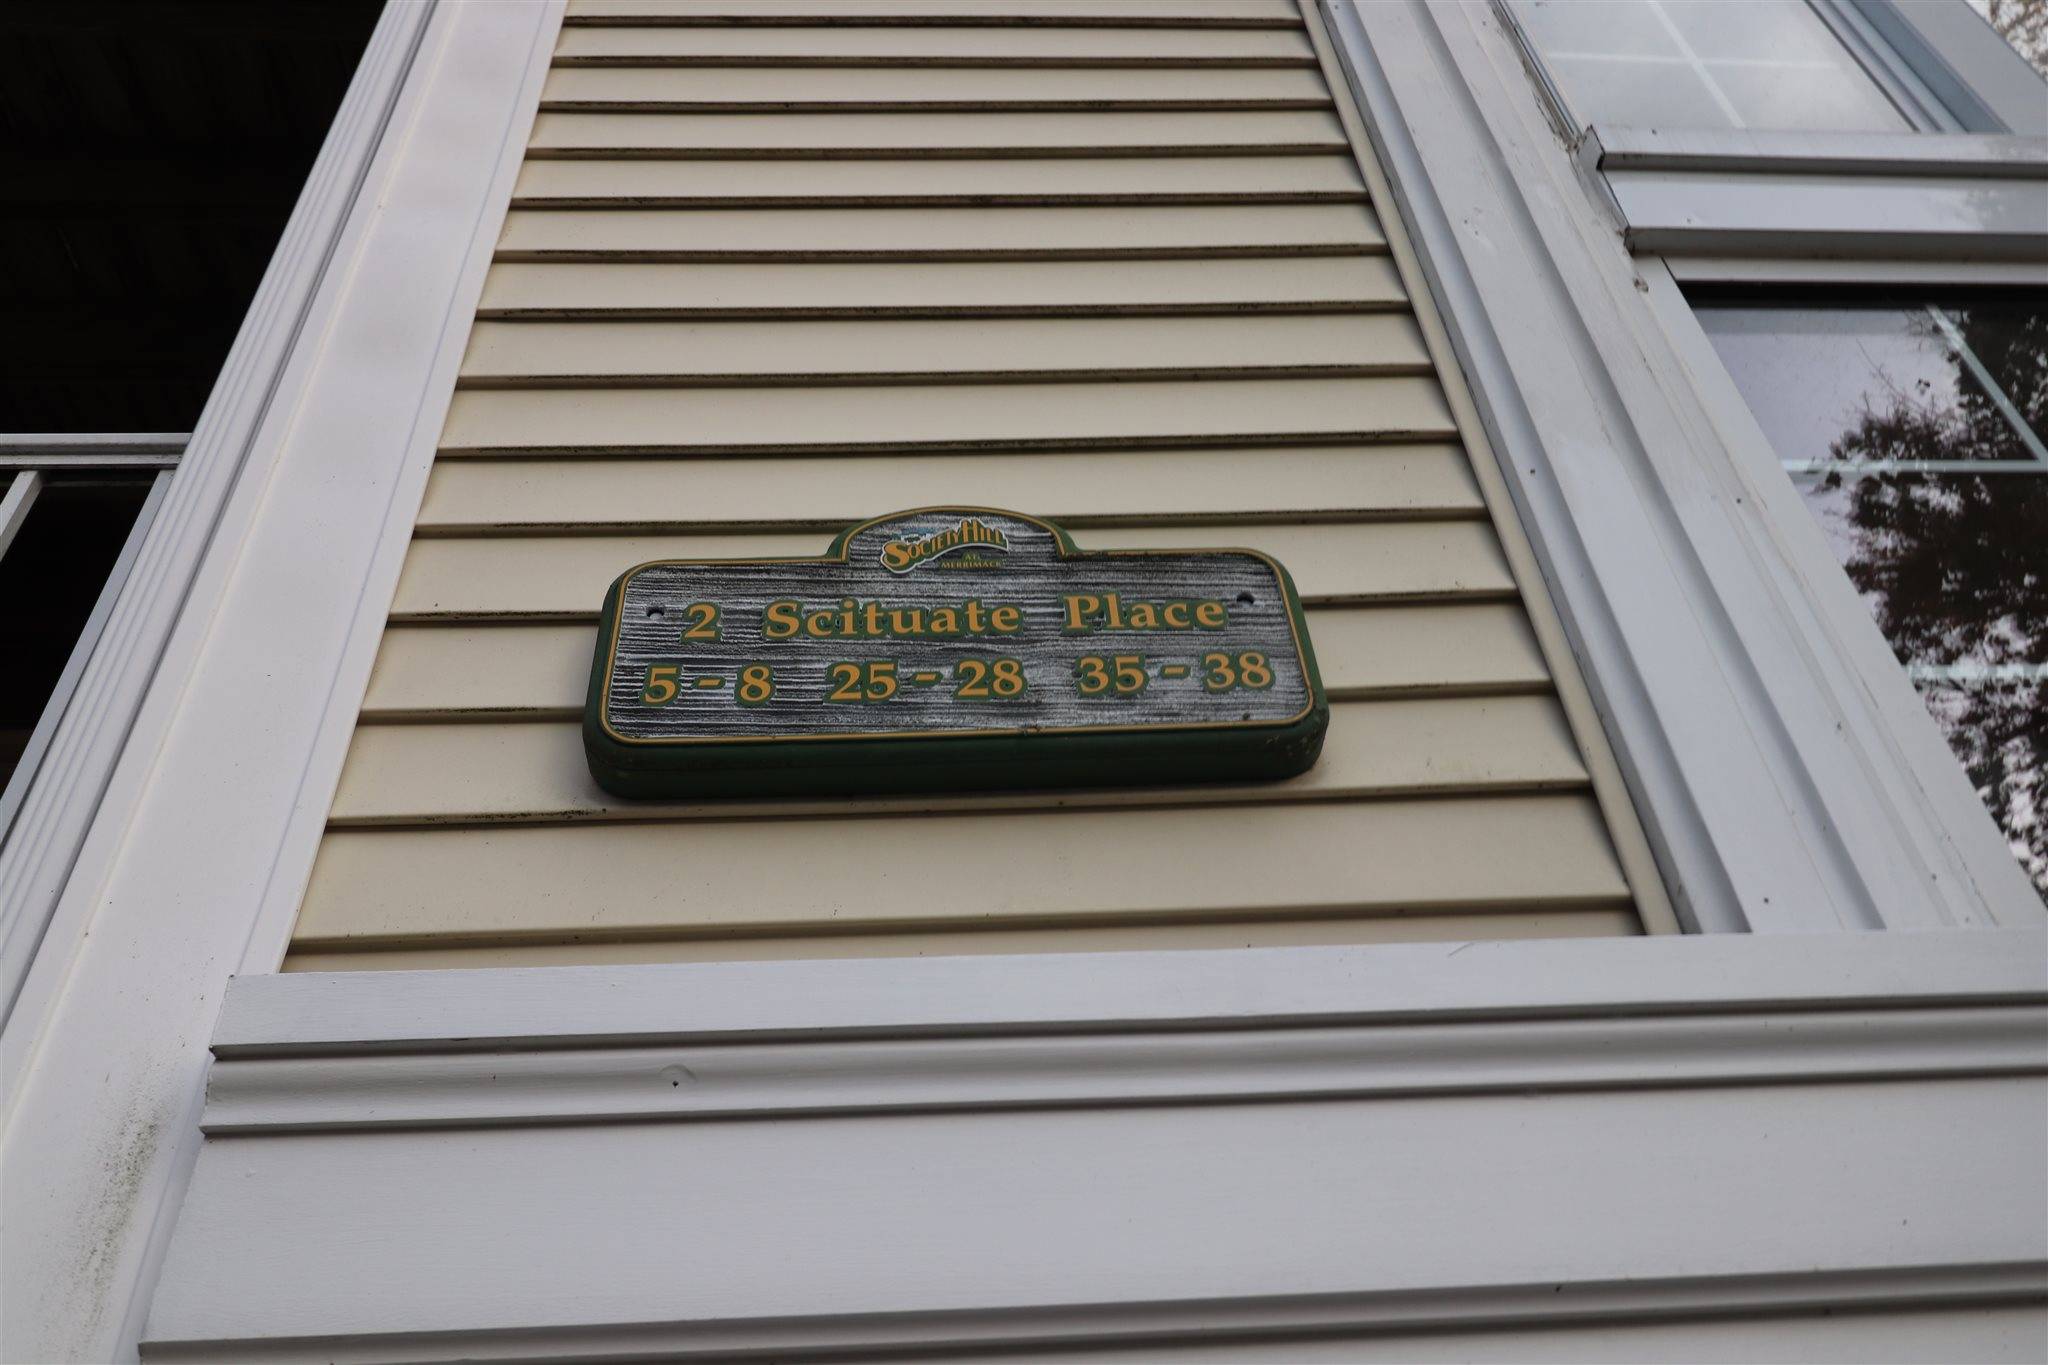 SOCIETY HILL
AT
MERRIMACK
2 Scituate Place
5 - 8 25 - 28 35 - 38